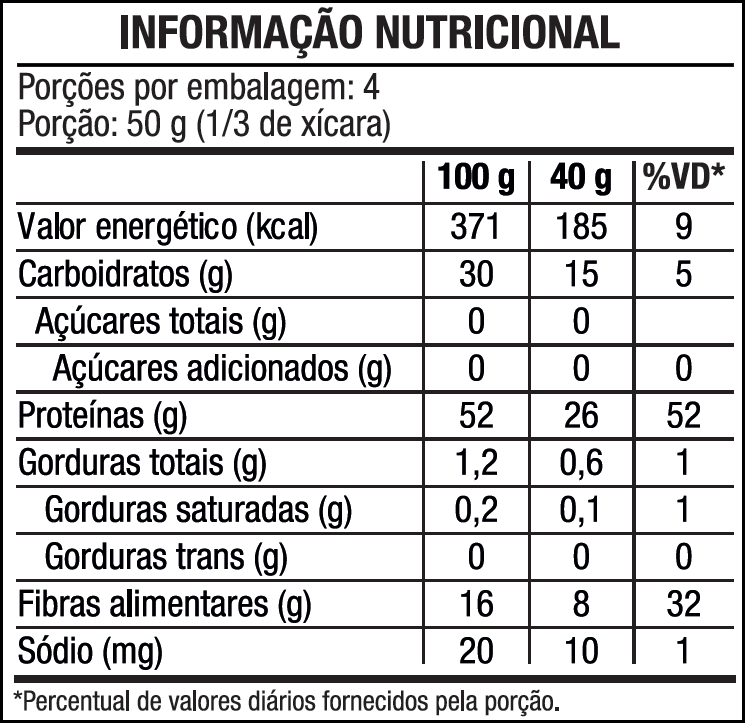 INFORMAÇÃO NUTRICIONAL
Porções por embalagem: 4
Porção: 50 g (1/3 de xícara)
100 g 40 g %VD*
Valor energético (kcal) 371 185 9
Carboidratos (g) 30 15 5
Açúcares totais (g) 0 0
Açúcares adicionados (g) 0 0 0
Proteínas (g) 52 26 52
Gorduras totais (g) 1,2 0,6 1
Gorduras saturadas (g) 0,2 0,1 1
Gorduras trans (g) 0 0 0
Fibras alimentares (g) 16 8 32
Sódio (mg) 20 10 1
*Percentual de valores diários fornecidos pela porção.